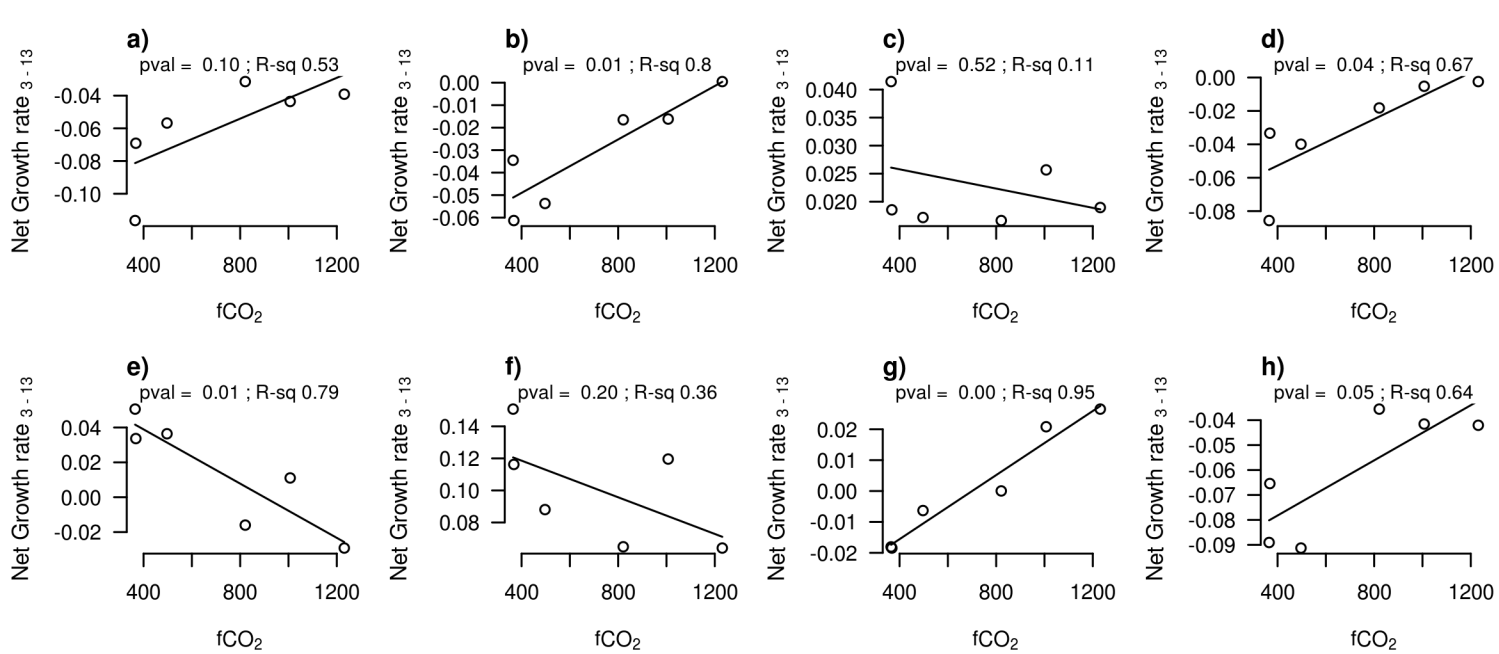 a)
pval = 0.10 ; R-sq 0.53
Net Growth rate 3 - 13
-0.04
-0.06
-0.08
-0.10
400 800 1200
fCO2
b)
pval = 0.01 ; R-sq 0.8
Net Growth rate 3 - 13
0.00
-0.01
-0.02
-0.03
-0.04
-0.05
-0.06
400 800 1200
fCO2
c)
pval = 0.52 ; R-sq 0.11
Net Growth rate 3 - 13
0.040
0.035
0.030
0.025
0.020
400 800 1200
fCO2
d)
pval = 0.04 ; R-sq 0.67
Net Growth rate 3 - 13
0.00
-0.02
-0.04
-0.06
-0.08
400 800 1200
fCO2
e)
pval = 0.01 ; R-sq 0.79
Net Growth rate 3 - 13
0.04
0.02
0.00
-0.02
400 800 1200
fCO2
f)
pval = 0.20 ; R-sq 0.36
Net Growth rate 3 - 13
0.14
0.12
0.10
0.08
400 800 1200
fCO2
g)
pval = 0.00 ; R-sq 0.95
Net Growth rate 3 - 13
0.02
0.01
0.00
-0.01
-0.02
400 800 1200
fCO2
h)
pval = 0.05 ; R-sq 0.64
Net Growth rate 3 - 13
-0.04
-0.05
-0.06
-0.07
-0.08
-0.09
400 800 1200
fCO2